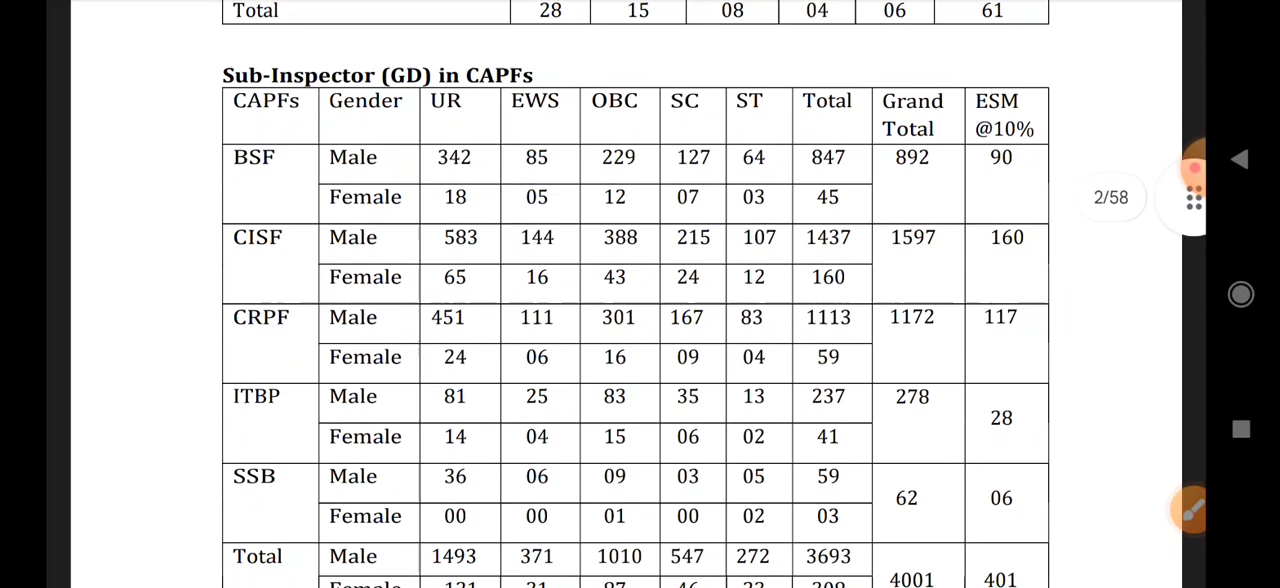 Total 28 15 08 04 06 61
Sub-Inspector (GD) in CAPFs
CAPFs Gender UR EWS OBC SC ST Total Grand Total ESM @10%
BSF Male 342 85 229 127 64 847 892 90
Female 18 05 12 07 03 45
CISF Male 583 144 388 215 107 1437 1597 160
Female 65 16 43 24 12 160
CRPF Male 451 111 301 167 83 1113 1172 117
Female 24 06 16 09 04 59
ITBP Male 81 25 83 35 13 237 278 28
Female 14 04 15 06 02 41
SSB Male 36 06 09 03 05 59 62 06
Female 00 00 01 00 02 03
Total Male 1493 371 1010 547 272 3693 4001 401
2/58